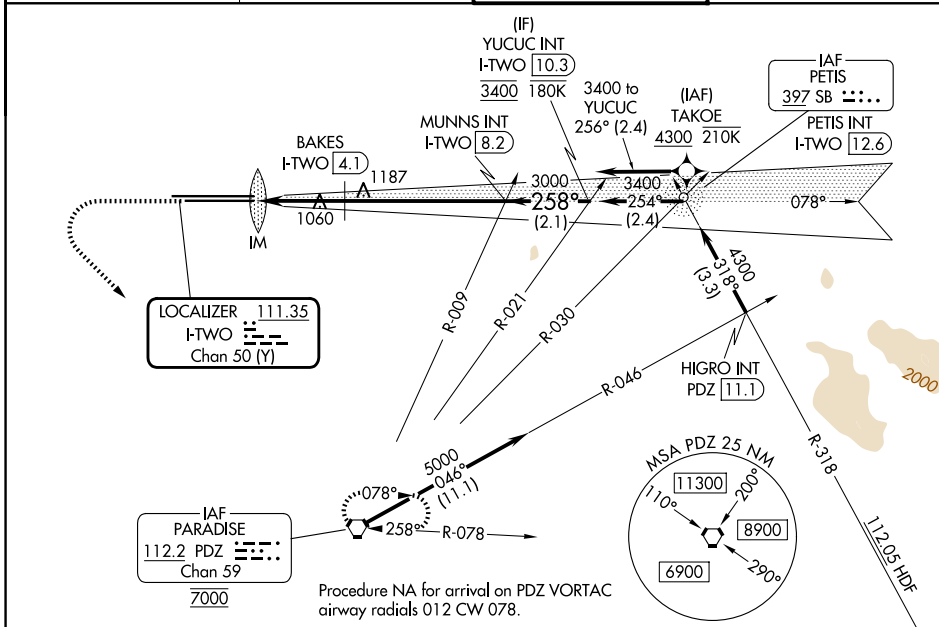 (IF)
YUCUC INT
I-TWO 10.3
3400 180K
3400 to
YUCUC
256° (2.4)
(IAF)
TAKOE
4300 210K
IAF
PETIS
397 SB
PETIS INT
I-TWO 12.6
MUNNS INT
I-TWO 8.2
BAKES
I-TWO 4.1
1187
1060
IM
3000
258°
(2.1)
3400
254°
(2.4)
078°
4300
318°
(3.3)
LOCALIZER 111.35
I-TWO
Chan 50 (Y)
R-009
R-021
R-030
R-046
HIGRO INT
PDZ 11.1
2000
R-318
112.05 HDF
5000
046°
(11.1)
078°
258°
R-078
IAF
PARADISE
112.2 PDZ
Chan 59
7000
MSA PDZ 25 NM
11300
110°
200°
8900
6900
290°
Procedure NA for arrival on PDZ VORTAC
airway radials 012 CW 078.